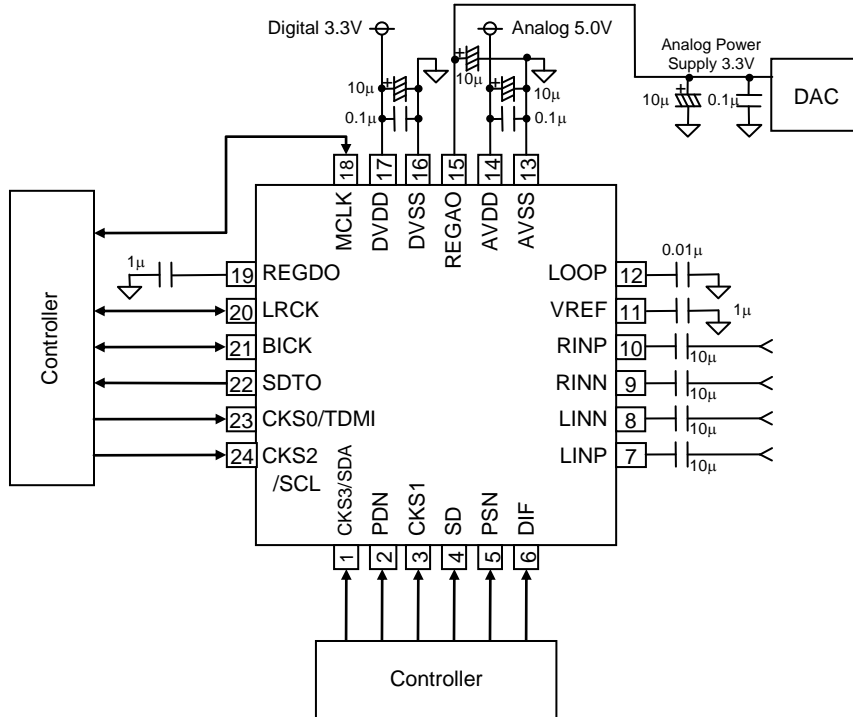 Digital 3.3V
Analog 5.0V
Analog Power
Supply 3.3V
10μ
10μ
10μ
0.1μ
0.1μ
10μ
0.1μ
DAC
18
17
16
15
14
13
MCLK
DVDD
DVSS
REGAO
AVDD
AVSS
Controller
1μ
19
REGDO
LOOP
12
0.01μ
20
LRCK
VREF
11
1μ
21
BICK
RINP
10
10μ
22
SDTO
RINN
9
10μ
23
CKS0/TDMI
LINN
8
10μ
24
CKS2
/SCL
LINP
7
10μ
CKS3/SDA
PDN
CKS1
SD
PSN
DIF
1
2
3
4
5
6
Controller